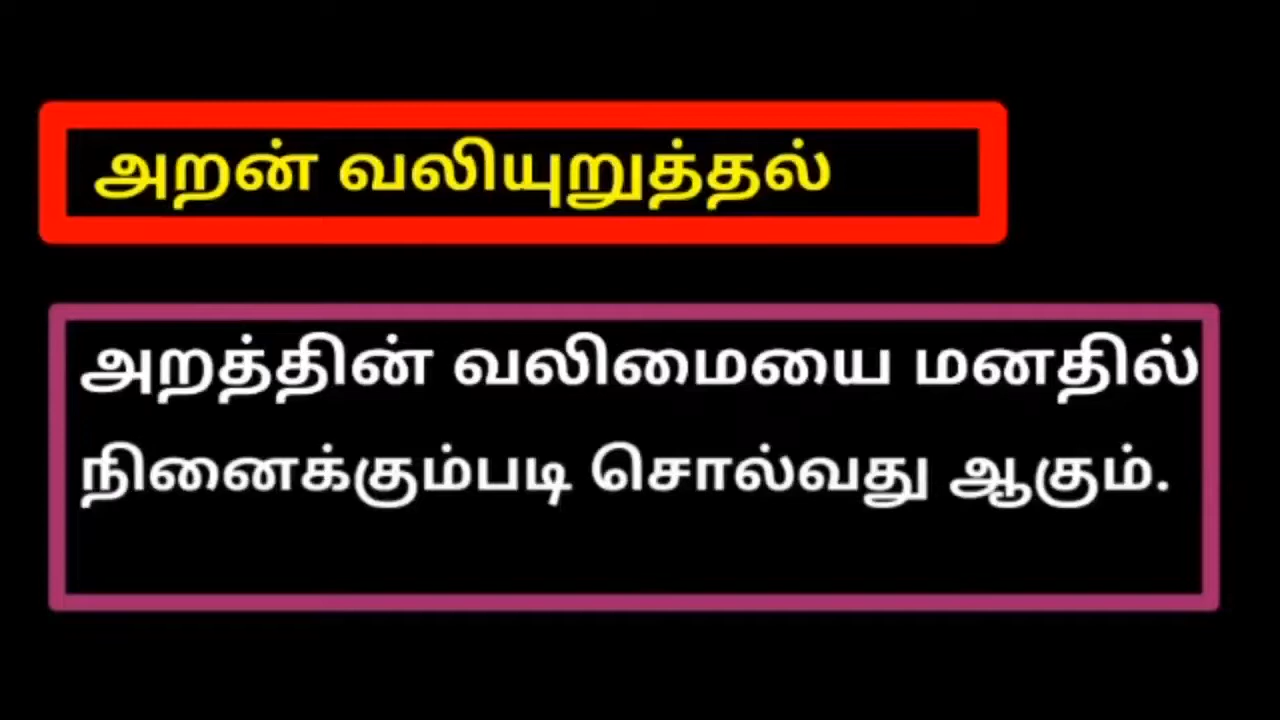 அறன் வலியுறுத்தல்
அறத்தின் வலிமையை மனதில்
நினைக்கும்படி சொல்வது ஆகும்.